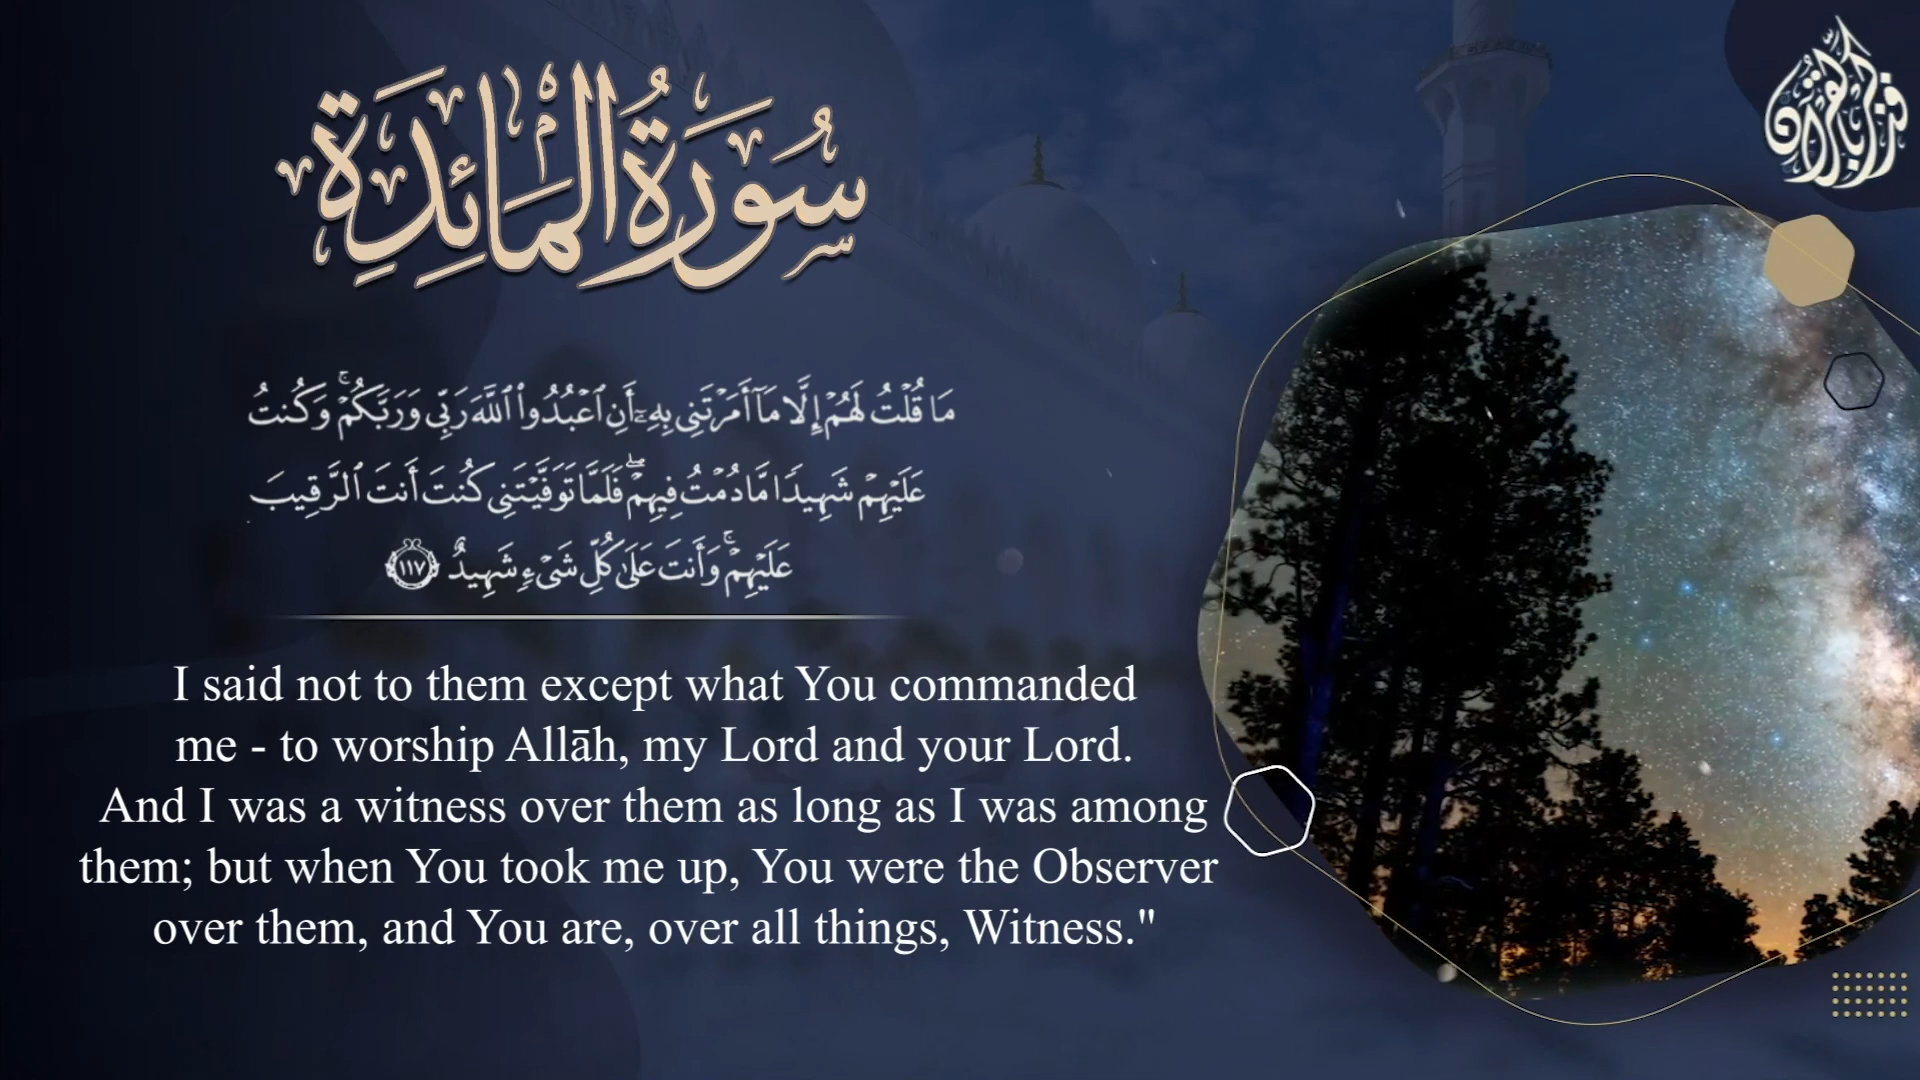 سُورَةُ الْمَائِدَةِ
فذكر بالقرآن
مَا قُلْتُ لَهُمْ إِلَّا مَآ أَمَرْتَنِى بِهِۦٓ أَنِ ٱعْبُدُوا۟ ٱللَّهَ رَبِّى وَرَبَّكُمْ ۚ وَكُنتُ
عَلَيْهِمْ شَهِيدًا مَّا دُمْتُ فِيهِمْ ۖ فَلَمَّا تَوَفَّيْتَنِى كُنتَ أَنتَ ٱلرَّقِيبَ
عَلَيْهِمْ ۚ وَأَنتَ عَلَىٰ كُلِّ شَىْءٍ شَهِيدٌ ١١٧
I said not to them except what You commanded
me - to worship Allāh, my Lord and your Lord.
And I was a witness over them as long as I was among
them; but when You took me up, You were the Observer
over them, and You are, over all things, Witness."